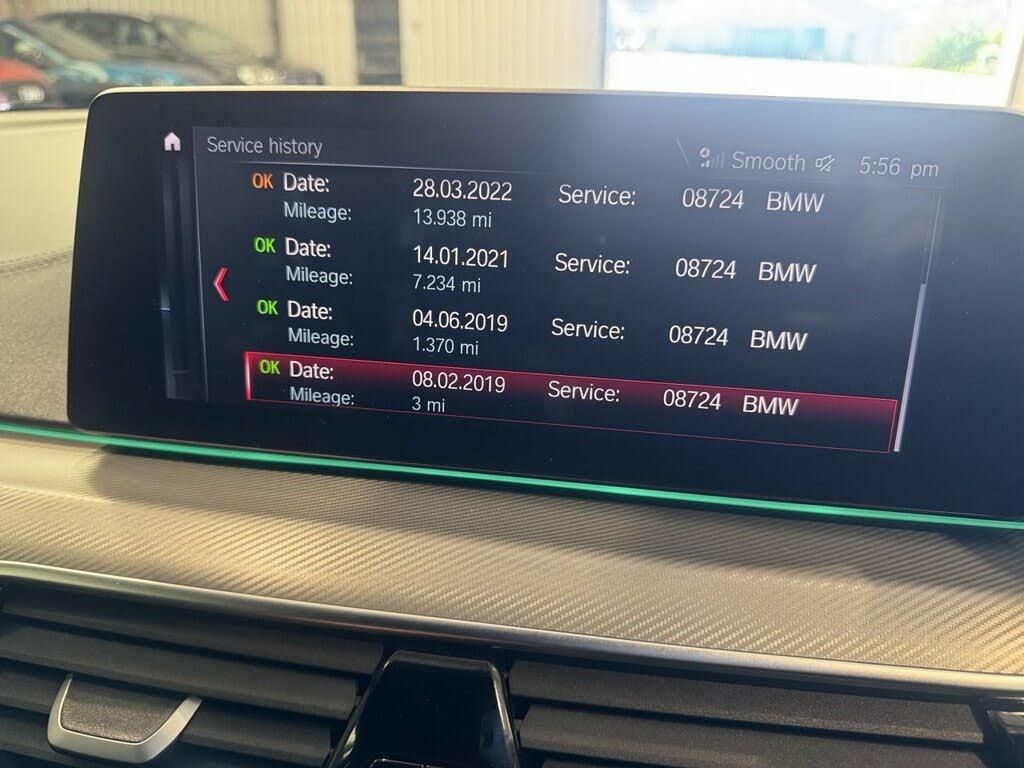 Service history
Smooth 5:56 pm
OK Date: 28.03.2022 Service: 08724 BMW
Mileage: 13.938 mi
OK Date: 14.01.2021 Service: 08724 BMW
Mileage: 7.234 mi
OK Date: 04.06.2019 Service: 08724 BMW
Mileage: 1.370 mi
OK Date: 08.02.2019 Service: 08724 BMW
Mileage: 3 mi